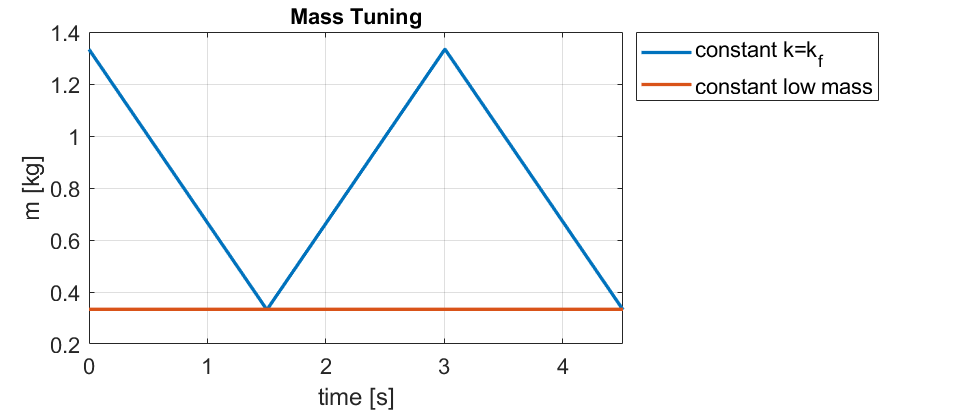 Mass Tuning
1.4
1.2
1
0.8
0.6
0.4
0.2
m [kg]
0 1 2 3 4
time [s]
constant k=k_f
constant low mass